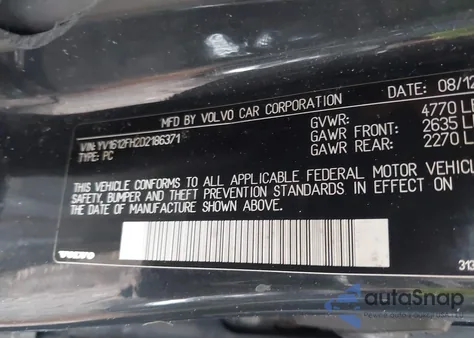 MFD BY VOLVO CAR CORPORATION DATE: 08/12
VIN: YV1612FH2D2186371 GVWR: 4770 L
TYPE: PC GAWR FRONT: 2635 L
GAWR REAR: 2270 L
THIS VEHICLE CONFORMS TO ALL APPLICABLE FEDERAL MOTOR VEHICLE
SAFETY, BUMPER AND THEFT PREVENTION STANDARDS IN EFFECT ON
THE DATE OF MANUFACTURE SHOWN ABOVE.
VOLVO 313
autoSnap